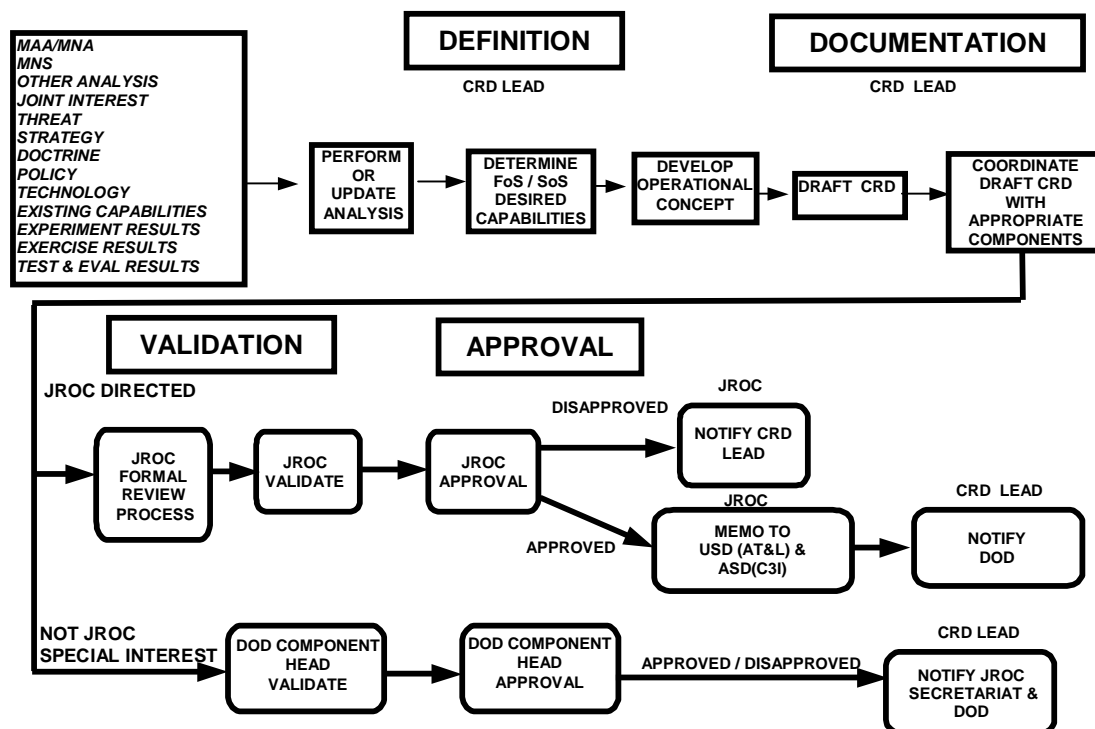 MAA/MNA
MNS
OTHER ANALYSIS
JOINT INTEREST
THREAT
STRATEGY
DOCTRINE
POLICY
TECHNOLOGY
EXISTING CAPABILITIES
EXPERIMENT RESULTS
EXERCISE RESULTS
TEST & EVAL RESULTS
DEFINITION
CRD LEAD
DOCUMENTATION
CRD LEAD
PERFORM
OR
UPDATE
ANALYSIS
DETERMINE
FoS / SoS
DESIRED
CAPABILITIES
DEVELOP
OPERATIONAL
CONCEPT
DRAFT CRD
COORDINATE
DRAFT CRD
WITH
APPROPRIATE
COMPONENTS
VALIDATION
APPROVAL
JROC DIRECTED
JROC
FORMAL
REVIEW
PROCESS
JROC
VALIDATE
JROC
APPROVAL
DISAPPROVED
JROC
NOTIFY CRD
LEAD
APPROVED
JROC
MEMO TO
USD (AT&L) &
ASD(C3I)
CRD LEAD
NOTIFY
DOD
NOT JROC
SPECIAL INTEREST
DOD COMPONENT
HEAD
VALIDATE
DOD COMPONENT
HEAD
APPROVAL
APPROVED / DISAPPROVED
CRD LEAD
NOTIFY JROC
SECRETARIAT &
DOD